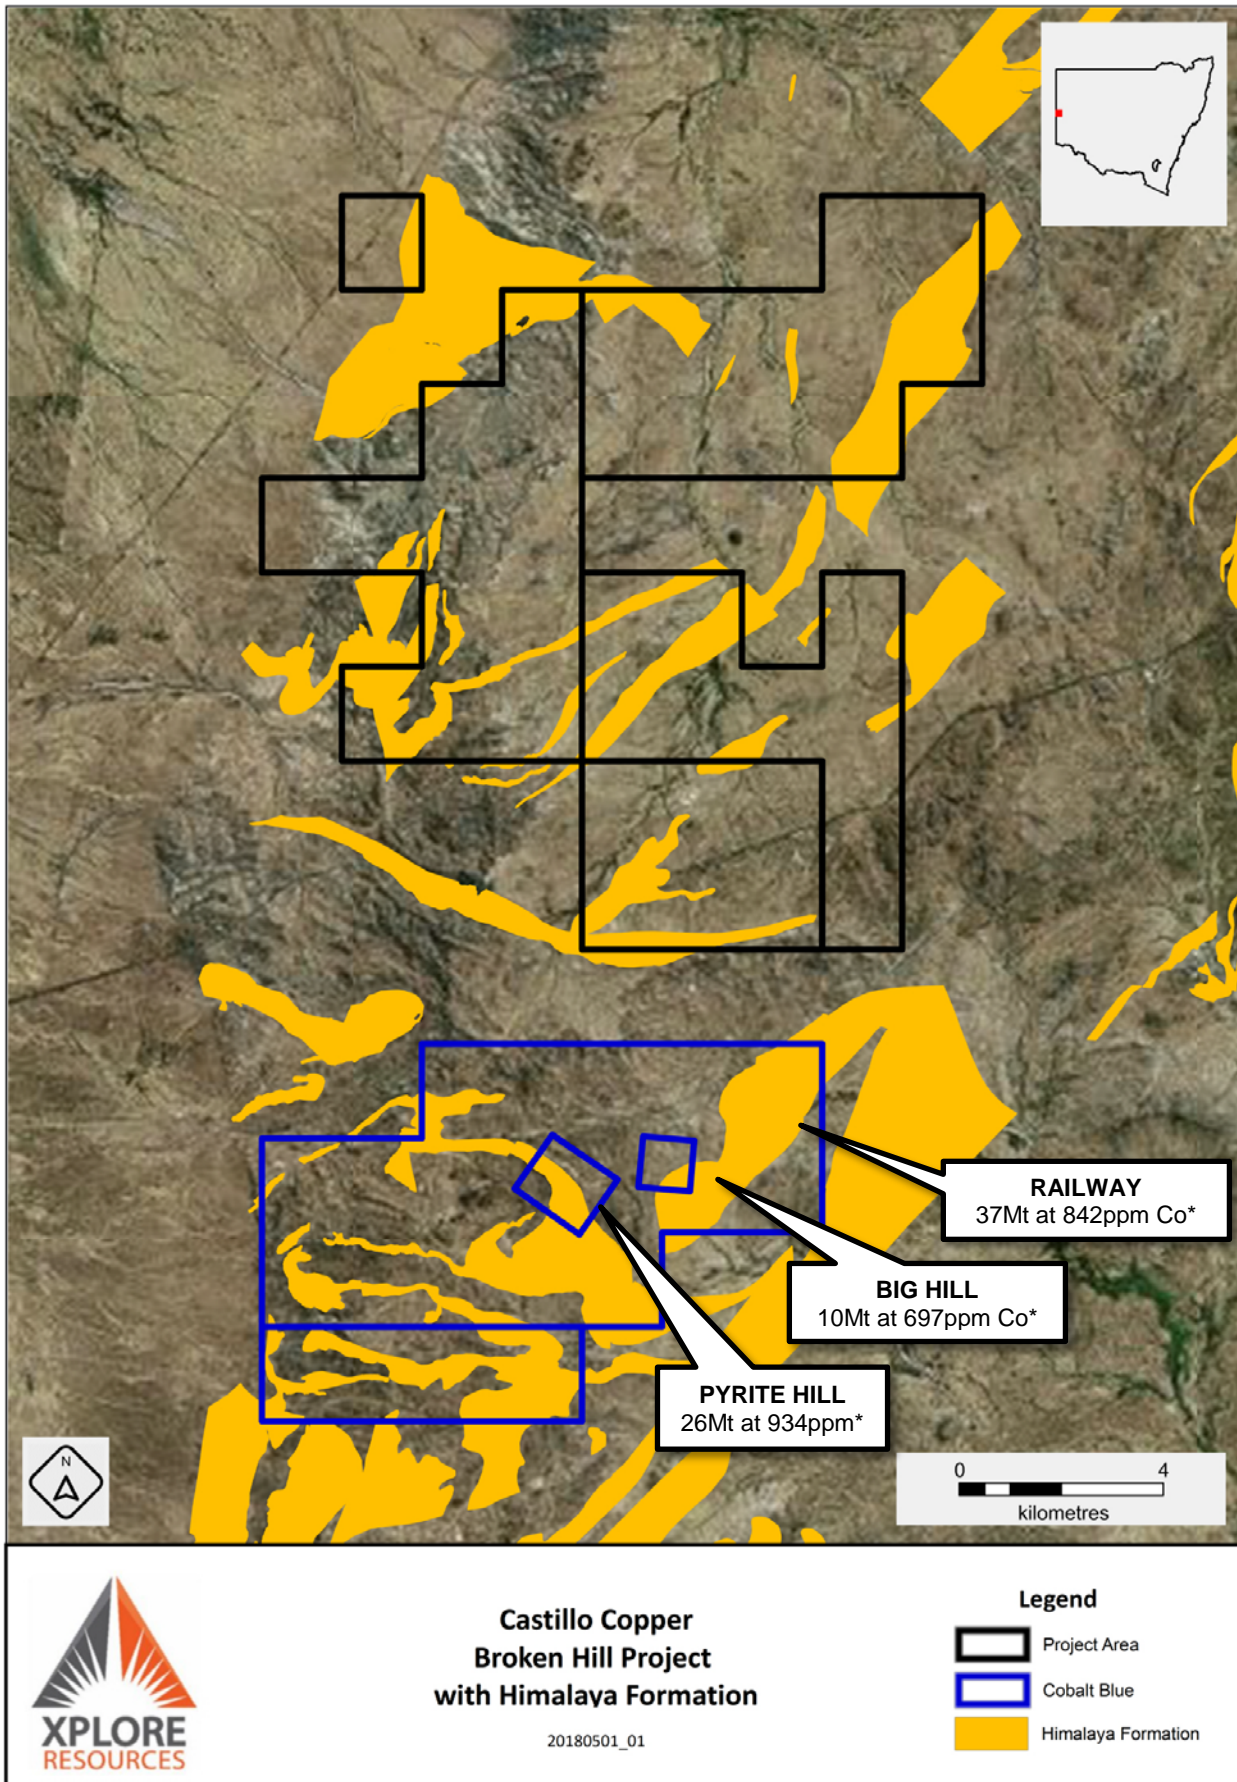 RAILWAY
37Mt at 842ppm Co*
BIG HILL
10Mt at 697ppm Co*
PYRITE HILL
26Mt at 934ppm*
N
0 4
kilometres
XPLORE
RESOURCES
Castillo Copper
Broken Hill Project
with Himalaya Formation
20180501_01
Legend
Project Area
Cobalt Blue
Himalaya Formation